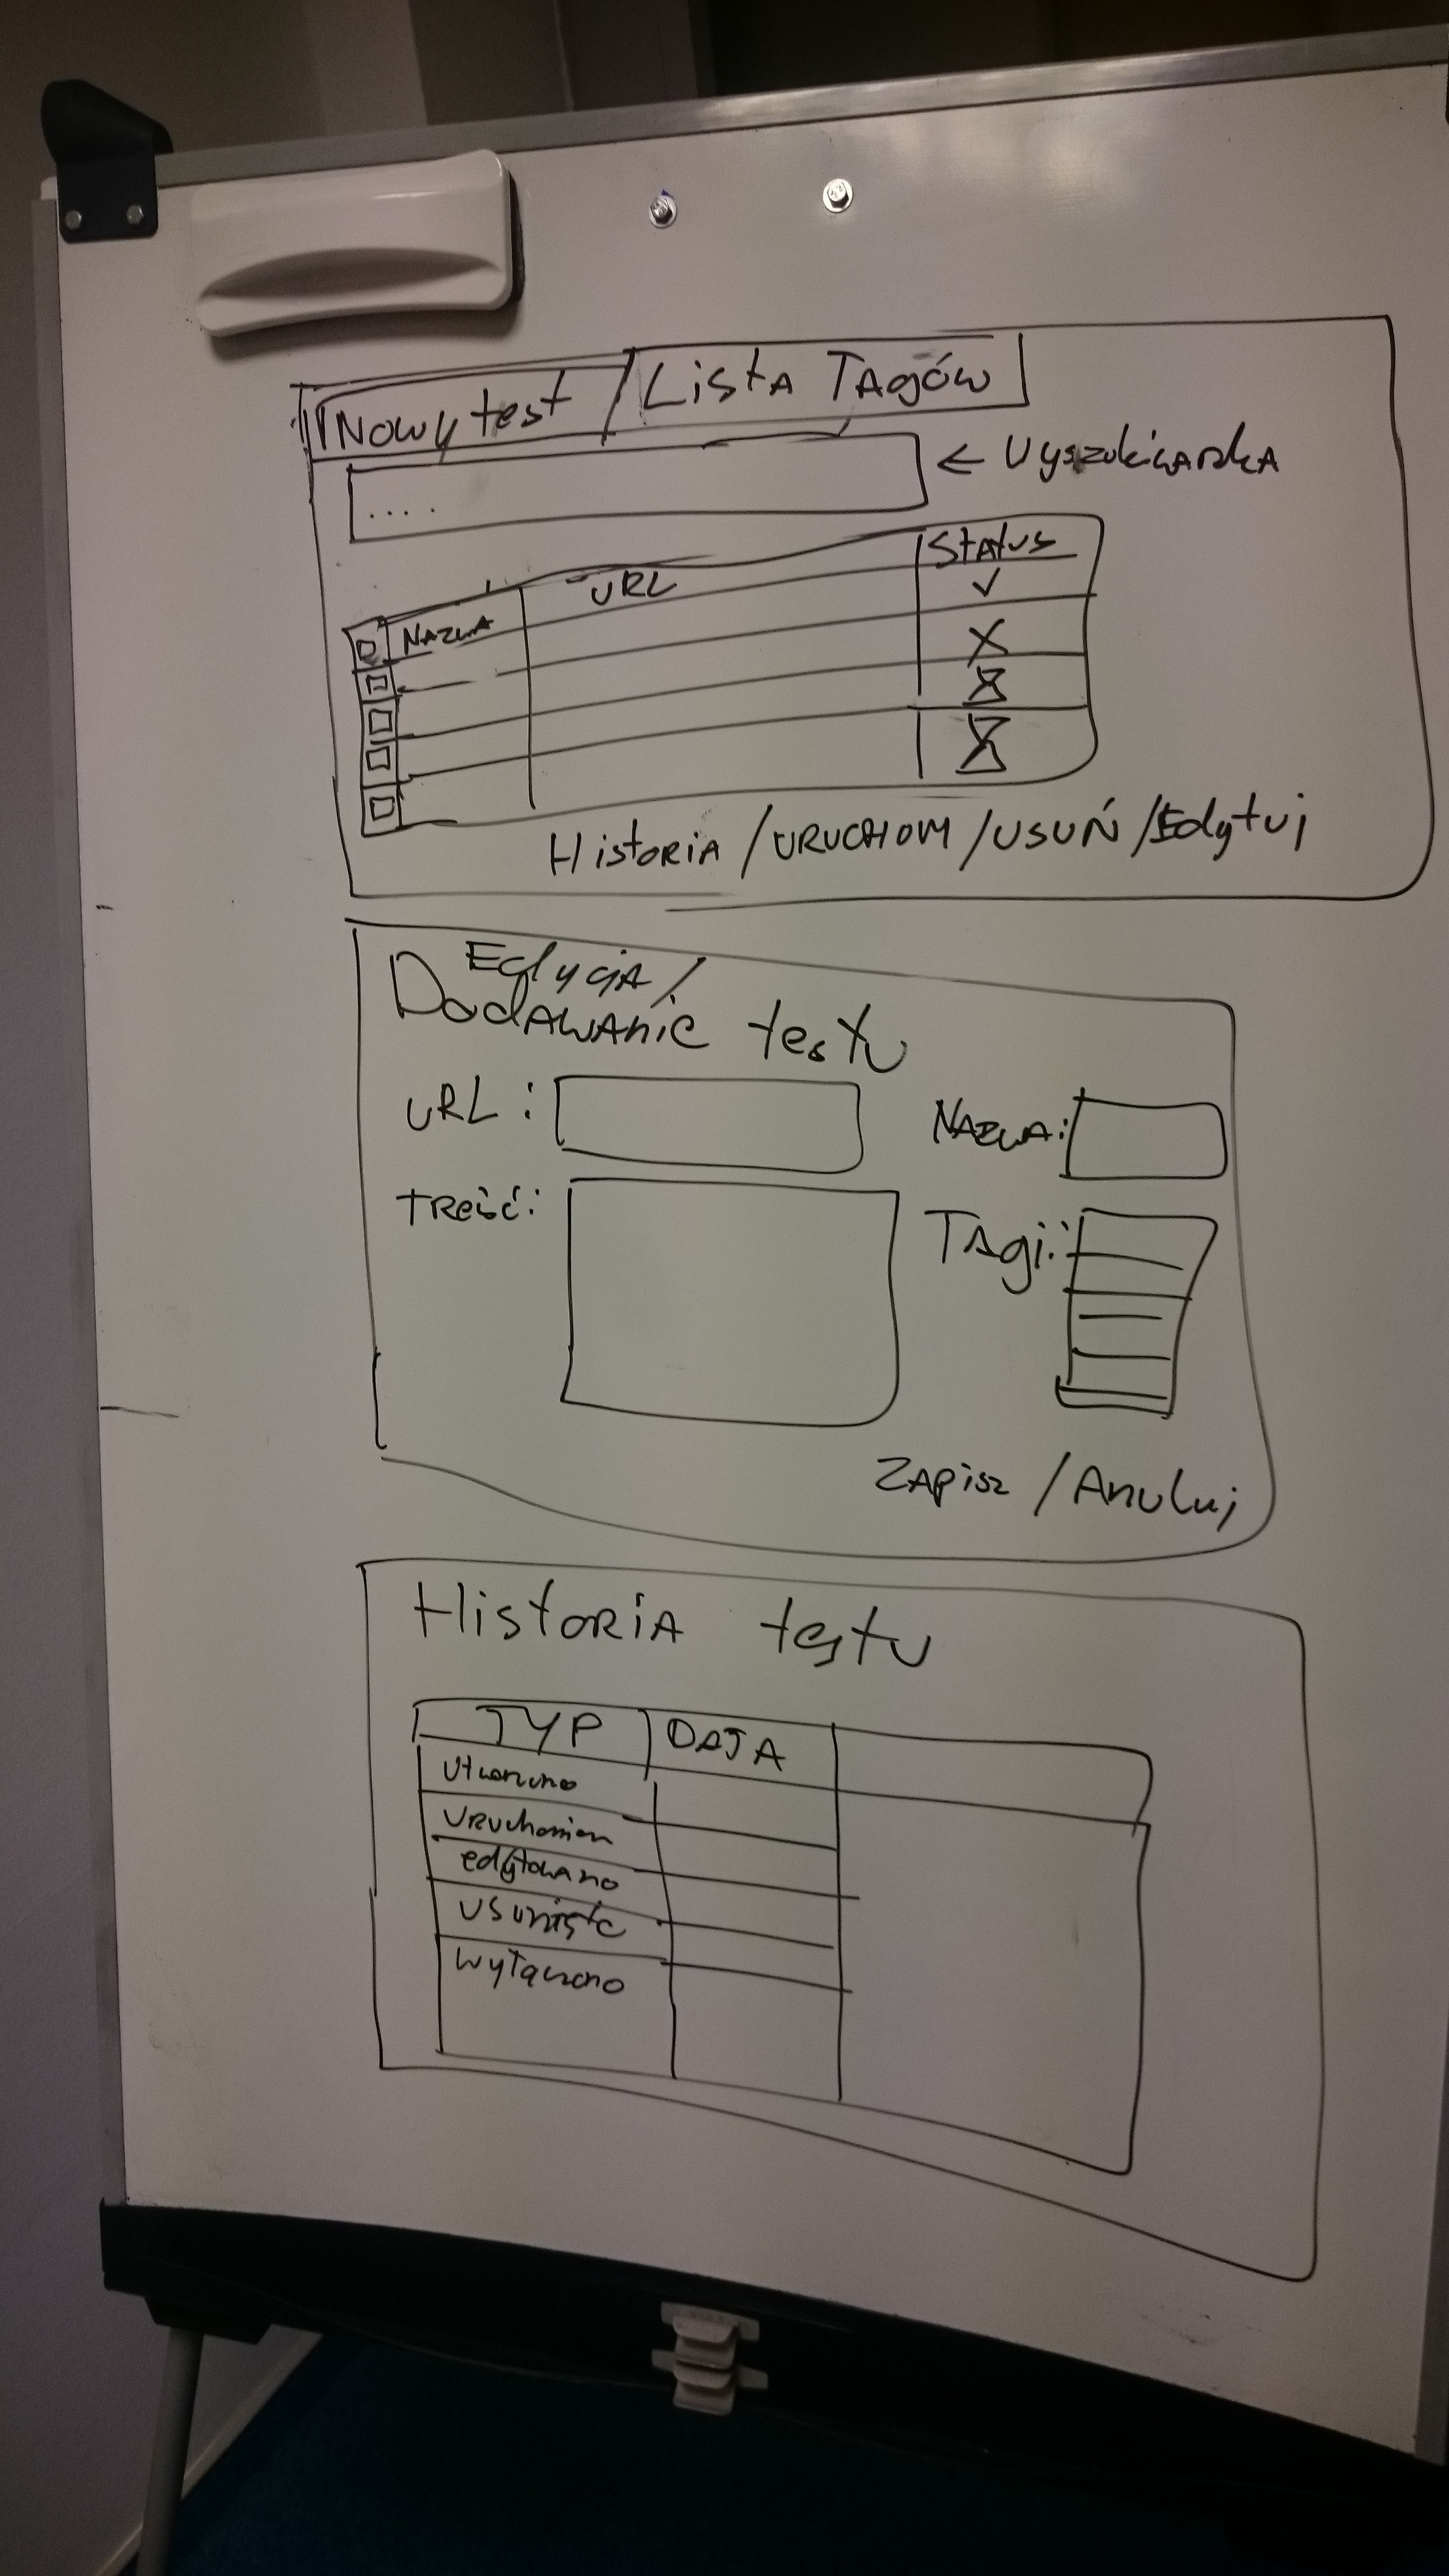 Nowy test / Lista Tagów
← Wyszukiwarka
....
Nazwa URL Status
Historia / URUCHOM / USUŃ / Edytuj
Edycja /
Dodawanie testu
URL : Nazwa:
Treść: Tagi:
Zapisz / Anuluj
Historia testu
TYP DATA
Utworzono
Uruchomion
edytowano
usunięte
wyłączono